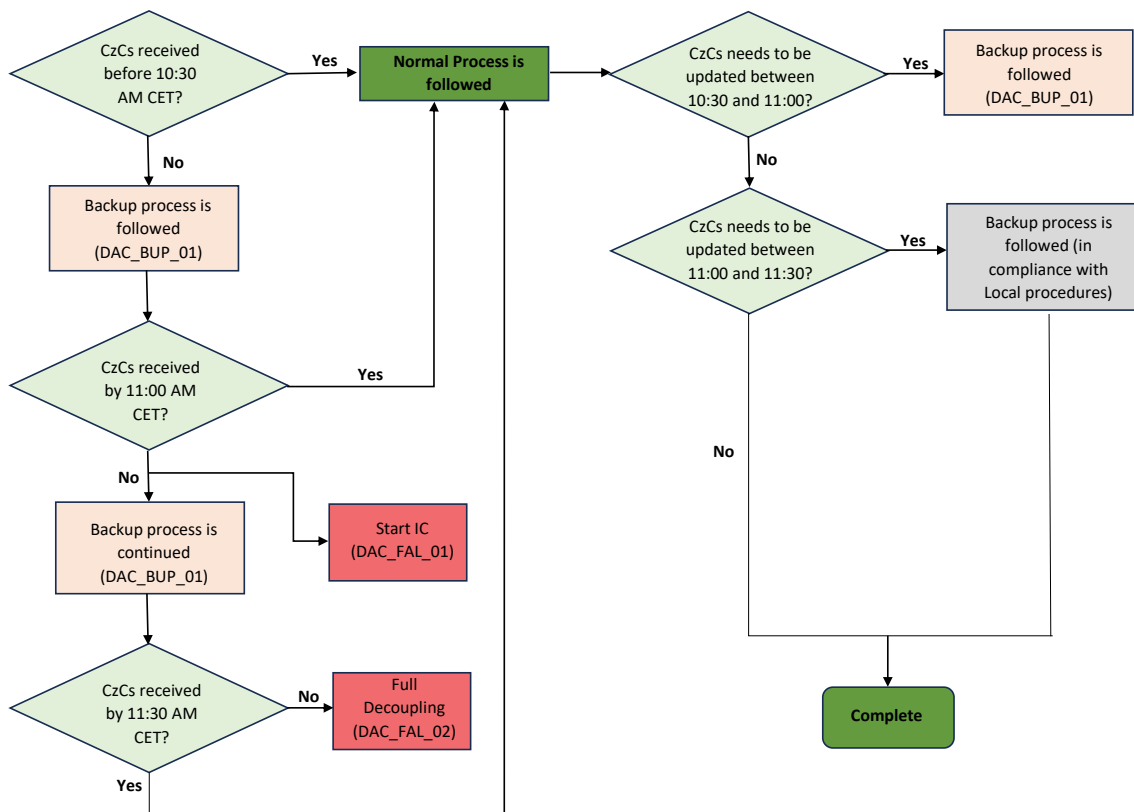 CzCs received
before 10:30
AM CET?
Yes
Normal Process is
followed
CzCs needs to be
updated between
10:30 and 11:00?
Yes
Backup process is
followed
(DAC_BUP_01)
No
Backup process is
followed
(DAC_BUP_01)
No
CzCs needs to be
updated between
11:00 and 11:30?
Yes
Backup process is
followed (in
compliance with
Local procedures)
CzCs received
by 11:00 AM
CET?
Yes
No
No
Backup process is
continued
(DAC_BUP_01)
Start IC
(DAC_FAL_01)
CzCs received
by 11:30 AM
CET?
No
Full
Decoupling
(DAC_FAL_02)
Complete
Yes